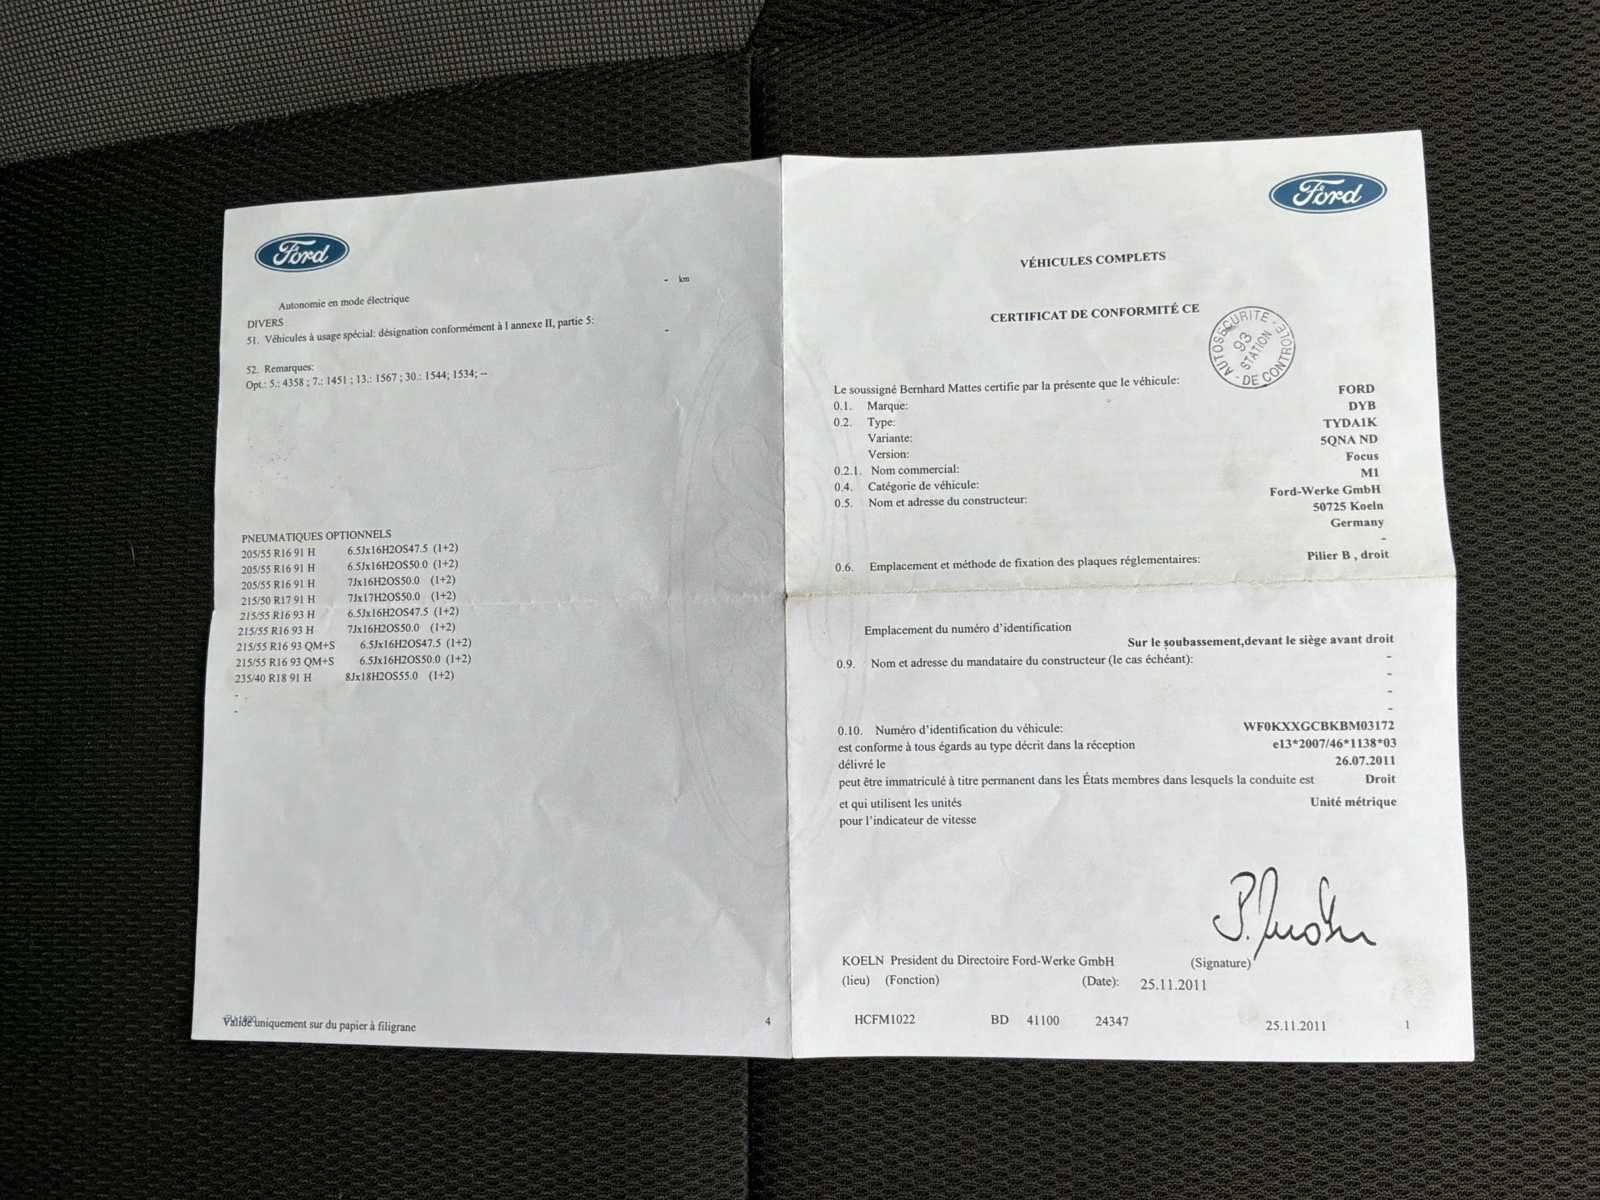 Ford
Autonomie en mode électrique - km
DIVERS
51. Véhicules à usage spécial: désignation conformément à l annexe II, partie 5: -
52. Remarques:
Opt.: 5.: 4358 ; 7.: 1451 ; 13.: 1567 ; 30.: 1544; 1534; --
PNEUMATIQUES OPTIONNELS
205/55 R16 91 H 6.5Jx16H2OS47.5 (1+2)
205/55 R16 91 H 6.5Jx16H2OS50.0 (1+2)
205/55 R16 91 H 7Jx16H2OS50.0 (1+2)
215/50 R17 91 H 7Jx17H2OS50.0 (1+2)
215/55 R16 93 H 6.5Jx16H2OS47.5 (1+2)
215/55 R16 93 H 7Jx16H2OS50.0 (1+2)
215/55 R16 93 QM+S 6.5Jx16H2OS47.5 (1+2)
215/55 R16 93 QM+S 6.5Jx16H2OS50.0 (1+2)
235/40 R18 91 H 8Jx18H2OS55.0 (1+2)
-
-
Valide uniquement sur du papier à filigrane 4
Ford
VÉHICULES COMPLETS
CERTIFICAT DE CONFORMITÉ CE
AUTOSECURITE - 93 STATION - DE CONTROLE
Le soussigné Bernhard Mattes certifie par la présente que le véhicule:
0.1. Marque: FORD
0.2. Type: DYB
Variante: TYDA1K
Version: 5QNA ND
0.2.1. Nom commercial: Focus
0.4. Catégorie de véhicule: M1
0.5. Nom et adresse du constructeur: Ford-Werke GmbH
50725 Koeln
Germany
-
0.6. Emplacement et méthode de fixation des plaques réglementaires: Pilier B , droit
Emplacement du numéro d'identification
Sur le soubassement,devant le siège avant droit
0.9. Nom et adresse du mandataire du constructeur (le cas échéant): -
-
-
-
0.10. Numéro d'identification du véhicule: WF0KXXGCBKBM03172
est conforme à tous égards au type décrit dans la réception e13*2007/46*1138*03
délivré le 26.07.2011
peut être immatriculé à titre permanent dans les États membres dans lesquels la conduite est Droit
et qui utilisent les unités Unité métrique
pour l'indicateur de vitesse
KOELN President du Directoire Ford-Werke GmbH (Signature)
(lieu) (Fonction) (Date): 25.11.2011
HCFM1022 BD 41100 24347 25.11.2011 1